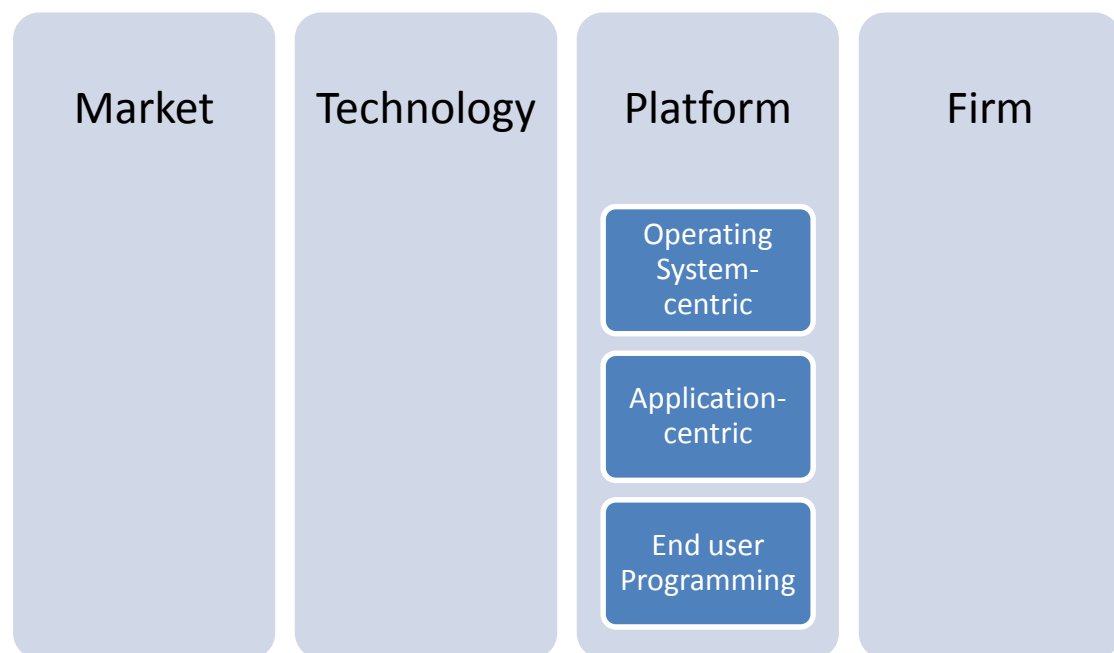 Market
Technology
Platform
Firm
Operating
System-
centric
Application-
centric
End user
Programming